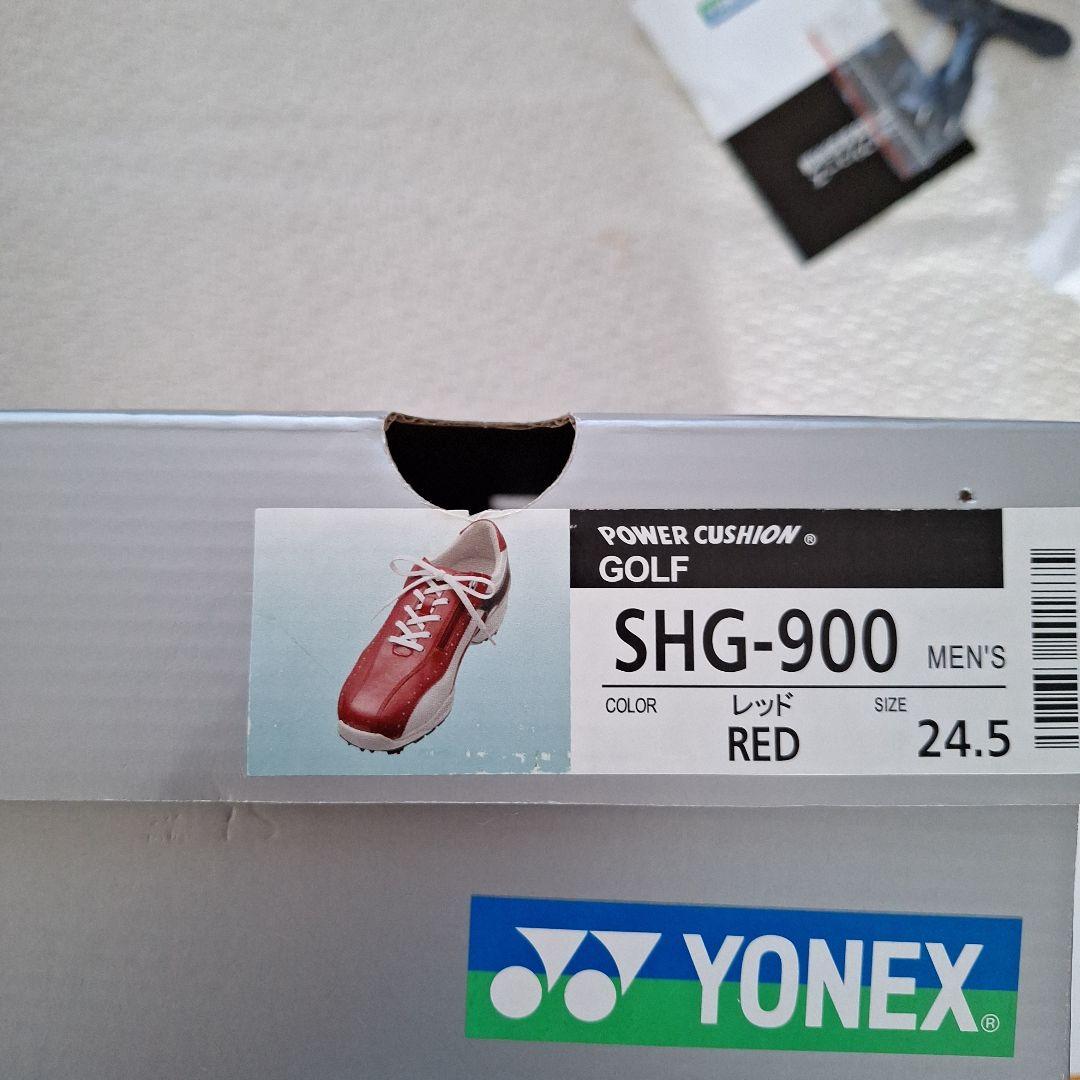 POWER CUSHION ®
GOLF
SHG-900 MEN'S
COLOR レッド SIZE
RED 24.5
YONEX ®